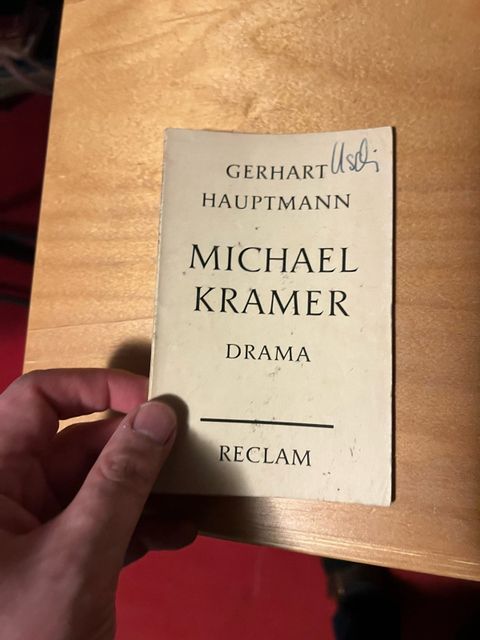 GERHART Uschi
HAUPTMANN
MICHAEL
KRAMER
DRAMA
RECLAM